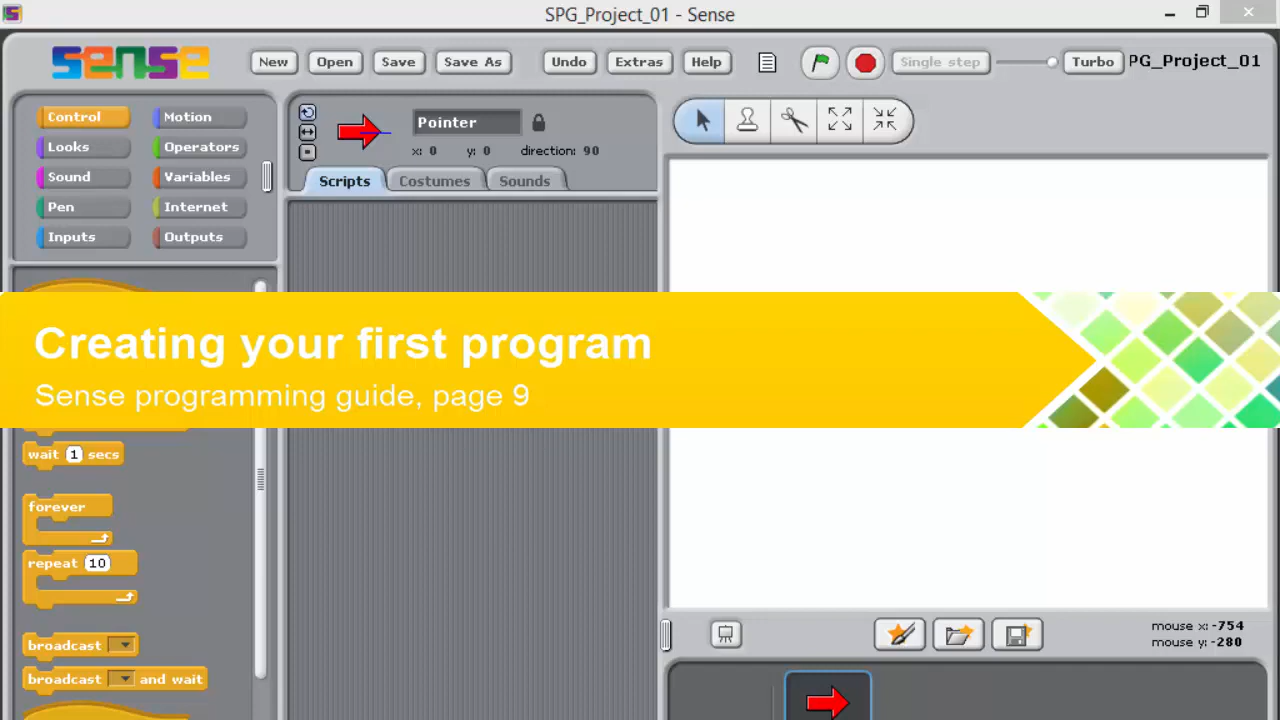 SPG_Project_01 - Sense
sense
New Open Save Save As Undo Extras Help Single step Turbo PG_Project_01
Control Motion
Looks Operators
Sound Variables
Pen Internet
Inputs Outputs
Pointer
x: 0 y: 0 direction: 90
Scripts Costumes Sounds
Creating your first program
Sense programming guide, page 9
wait 1 secs
forever
repeat 10
broadcast
broadcast and wait
mouse x: -754
mouse y: -280